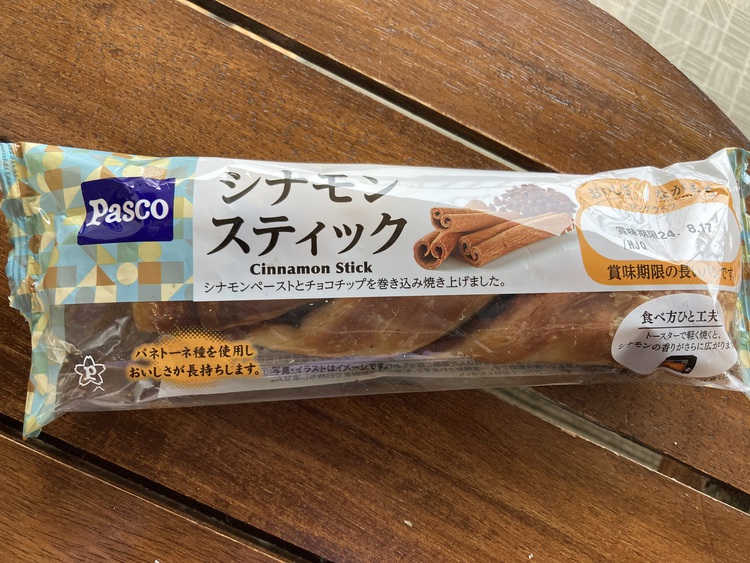 Pasco
シナモン
スティック
Cinnamon Stick
シナモンペーストとチョコチップを巻き込み焼き上げました。
賞味期限24. 8.17
/HJO
賞味期限の長い
です
食べ方ひと工夫
トースターで軽く焼くと、
シナモンの香りがさらに広がりま
パネトーネ種を使用し
おいしさが長持ちします。
写真・イラストはイメージです。
P